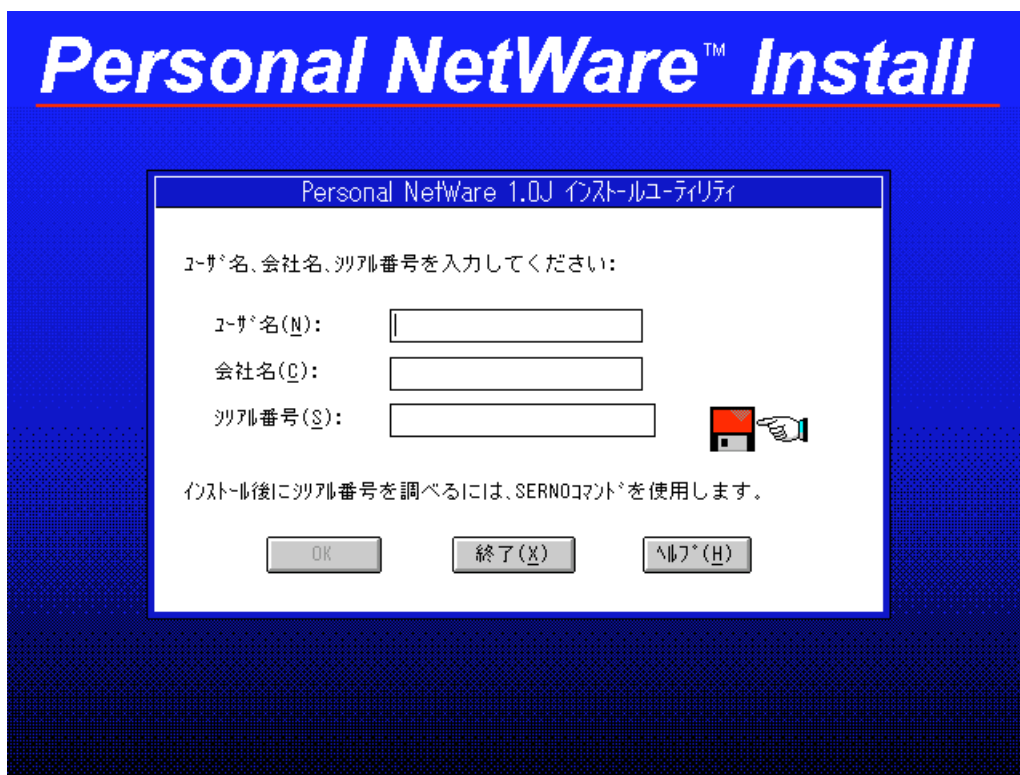 Personal NetWare™ Install
Personal NetWare 1.0J インストールユーティリティ
ユーザ名、会社名、シリアル番号を入力してください:
ユーザ名(N):
会社名(C):
シリアル番号(S):
インストール後にシリアル番号を調べるには、SERNOコマンドを使用します。
OK 終了(X) ヘルプ(H)